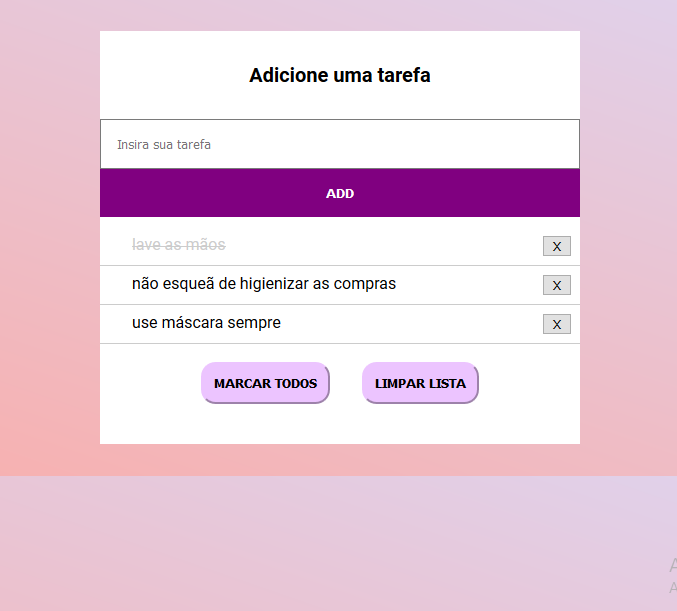 Adicione uma tarefa
Insira sua tarefa
ADD
lave as mãos
X
não esqueã de higienizar as compras
X
use máscara sempre
X
MARCAR TODOS
LIMPAR LISTA